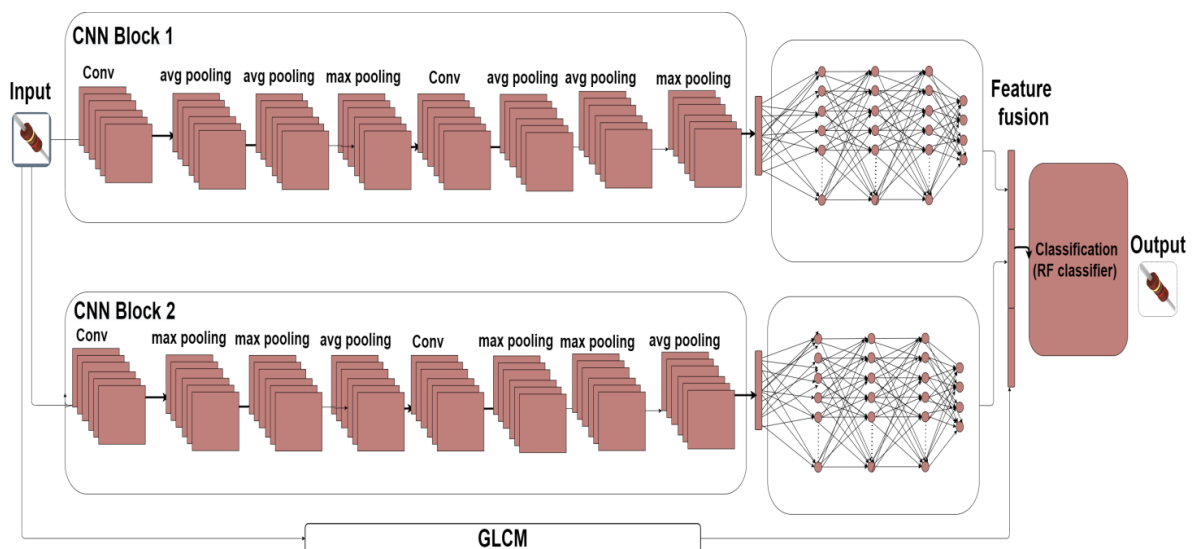 CNN Block 1
Input
Conv
avg pooling
avg pooling
max pooling
Conv
avg pooling
avg pooling
max pooling
Feature
fusion
Classification
(RF classifier)
Output
CNN Block 2
Conv
max pooling
max pooling
avg pooling
Conv
max pooling
max pooling
avg pooling
GLCM